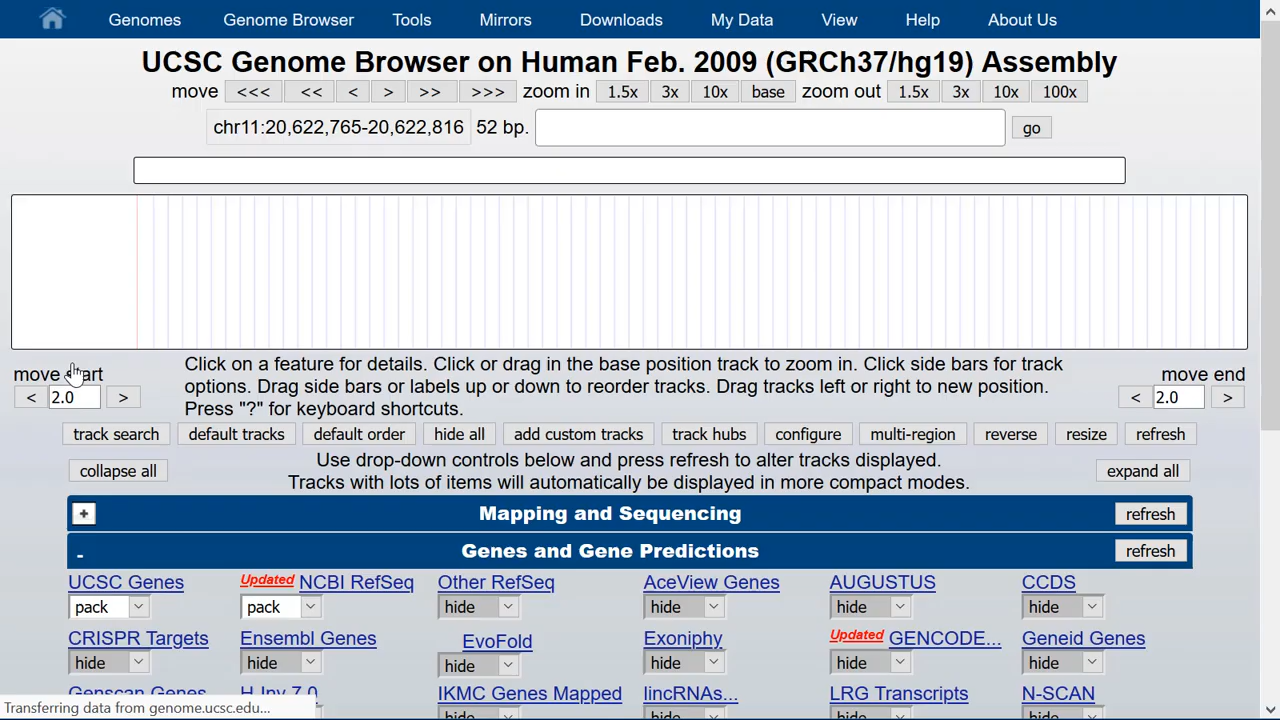 Genomes Genome Browser Tools Mirrors Downloads My Data View Help About Us
UCSC Genome Browser on Human Feb. 2009 (GRCh37/hg19) Assembly
move <<< << < > >> >>> zoom in 1.5x 3x 10x base zoom out 1.5x 3x 10x 100x
chr11:20,622,765-20,622,816 52 bp. go
move start Click on a feature for details. Click or drag in the base position track to zoom in. Click side bars for track move end
< 2.0 > options. Drag side bars or labels up or down to reorder tracks. Drag tracks left or right to new position. < 2.0 >
Press "?" for keyboard shortcuts.
track search default tracks default order hide all add custom tracks track hubs configure multi-region reverse resize refresh
collapse all Use drop-down controls below and press refresh to alter tracks displayed. expand all
Tracks with lots of items will automatically be displayed in more compact modes.
+ Mapping and Sequencing refresh
- Genes and Gene Predictions refresh
UCSC Genes Updated NCBI RefSeq Other RefSeq AceView Genes AUGUSTUS CCDS
pack pack hide hide hide hide
CRISPR Targets Ensembl Genes EvoFold Exoniphy Updated GENCODE... Geneid Genes
hide hide hide hide hide hide
Genscan Genes H-Inv 7.0 IKMC Genes Mapped lincRNAs... LRG Transcripts N-SCAN
hide hide hide hide
Transferring data from genome.ucsc.edu...